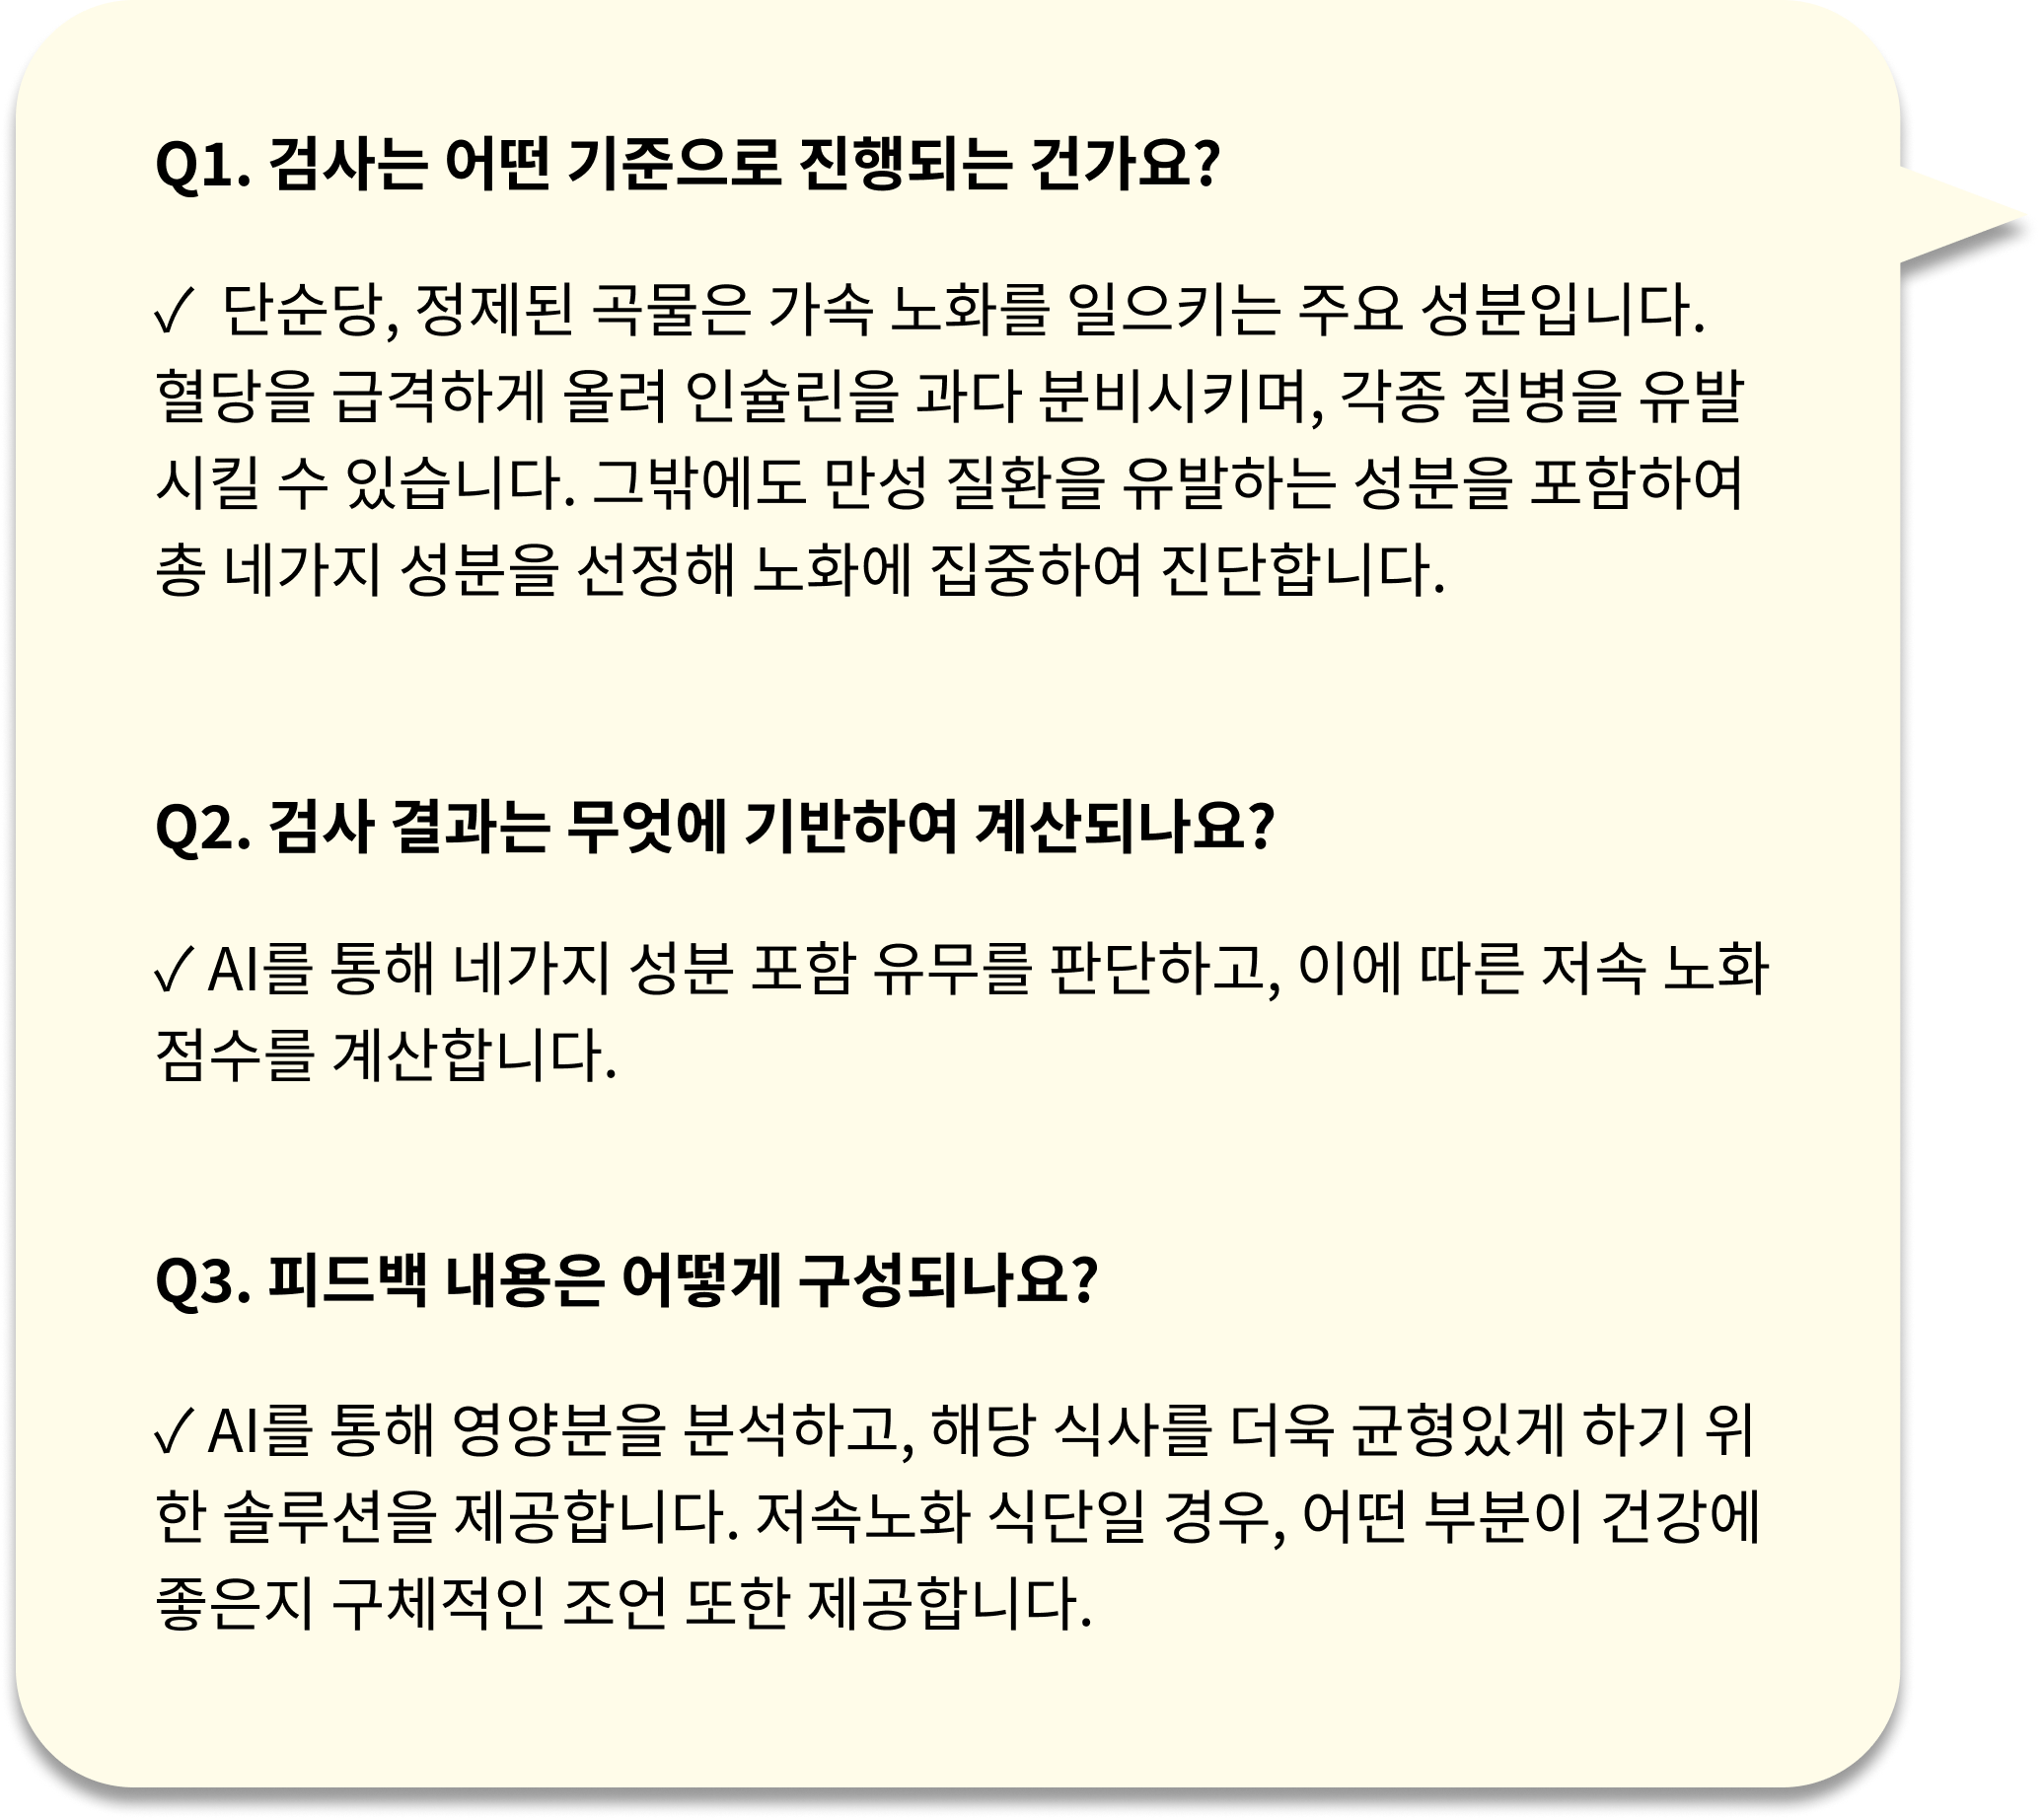 Q1. 검사는 어떤 기준으로 진행되는 건가요?
✓ 단순당, 정제된 곡물은 가속 노화를 일으키는 주요 성분입니다.
혈당을 급격하게 올려 인슐린을 과다 분비시키며, 각종 질병을 유발
시킬 수 있습니다. 그밖에도 만성 질환을 유발하는 성분을 포함하여
총 네가지 성분을 선정해 노화에 집중하여 진단합니다.
Q2. 검사 결과는 무엇에 기반하여 계산되나요?
✓ AI를 통해 네가지 성분 포함 유무를 판단하고, 이에 따른 저속 노화
점수를 계산합니다.
Q3. 피드백 내용은 어떻게 구성되나요?
✓ AI를 통해 영양분을 분석하고, 해당 식사를 더욱 균형있게 하기 위
한 솔루션을 제공합니다. 저속노화 식단일 경우, 어떤 부분이 건강에
좋은지 구체적인 조언 또한 제공합니다.